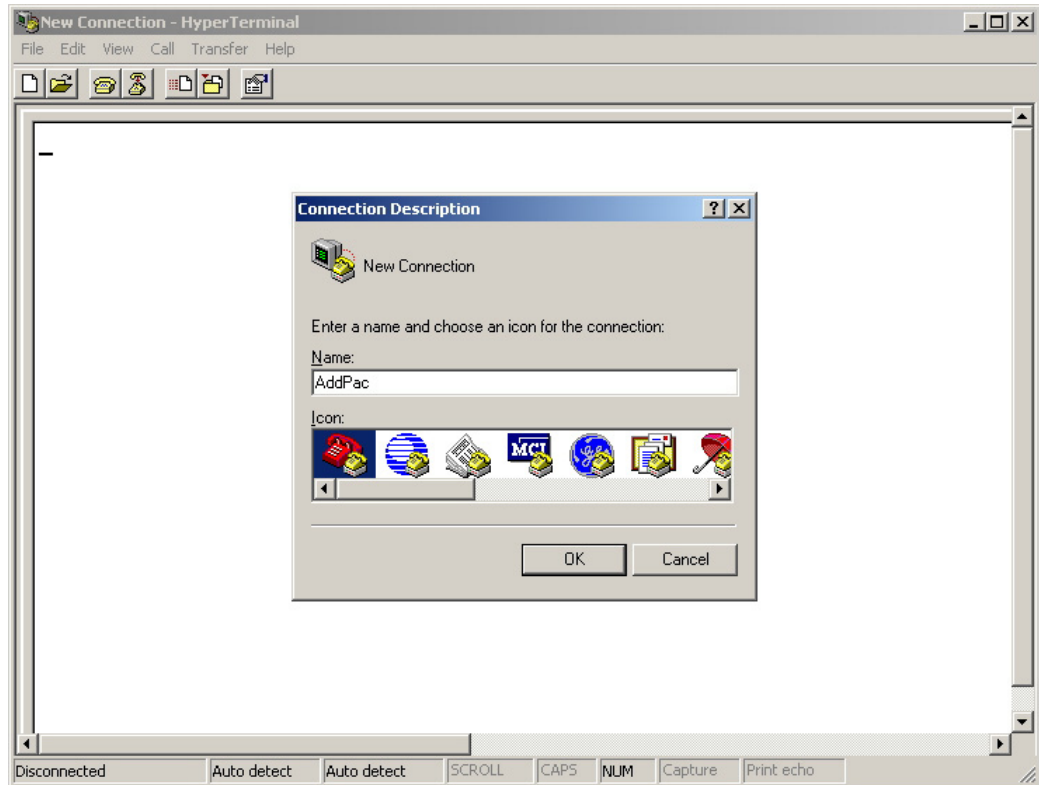 New Connection - HyperTerminal
File Edit View Call Transfer Help
Connection Description
New Connection
Enter a name and choose an icon for the connection:
Name:
AddPac
Icon:
MCI
OK Cancel
Disconnected Auto detect Auto detect SCROLL CAPS NUM Capture Print echo